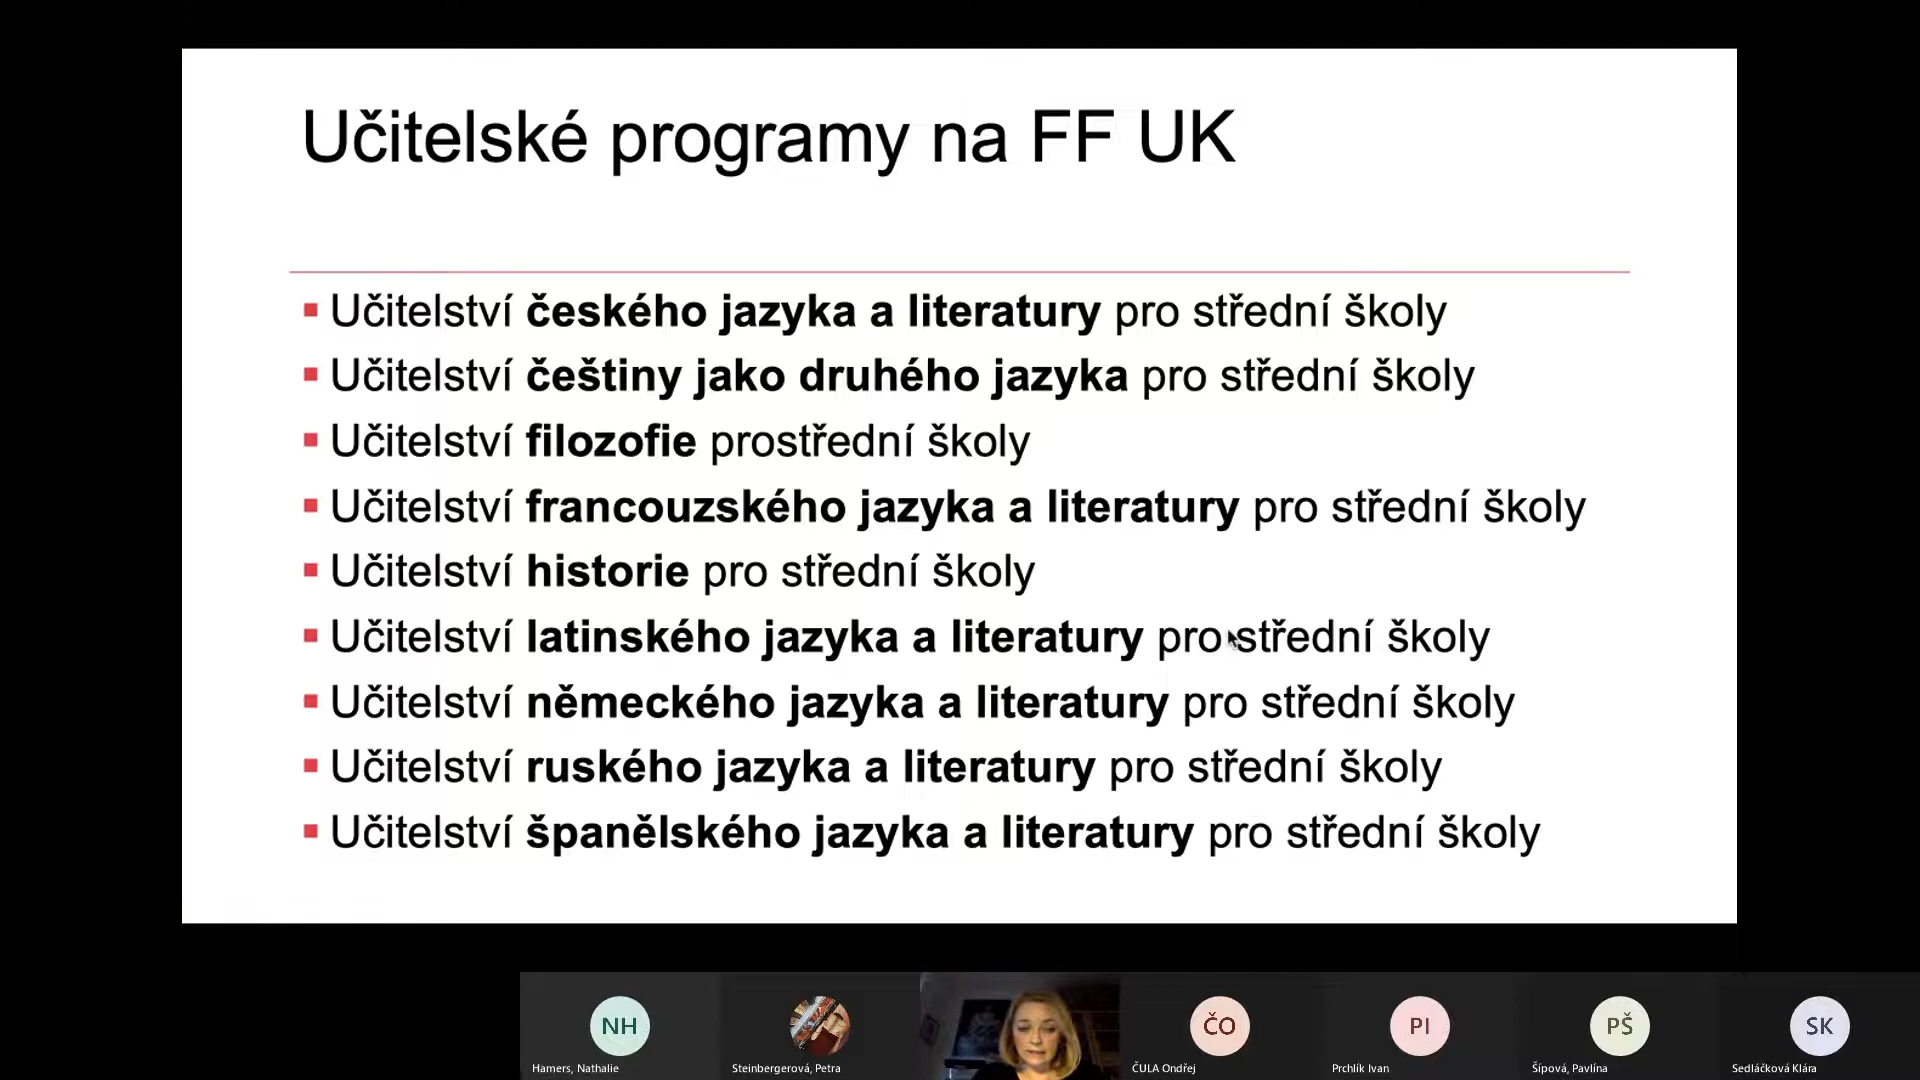 Učitelské programy na FF UK
Učitelství českého jazyka a literatury pro střední školy
Učitelství češtiny jako druhého jazyka pro střední školy
Učitelství filozofie prostřední školy
Učitelství francouzského jazyka a literatury pro střední školy
Učitelství historie pro střední školy
Učitelství latinského jazyka a literatury pro střední školy
Učitelství německého jazyka a literatury pro střední školy
Učitelství ruského jazyka a literatury pro střední školy
Učitelství španělského jazyka a literatury pro střední školy
NH
ČO
PI
PŠ
SK
Hamers, Nathalie
Steinbergerová, Petra
ČULA Ondřej
Prchlík Ivan
Šípová, Pavlína
Sedláčková Klára